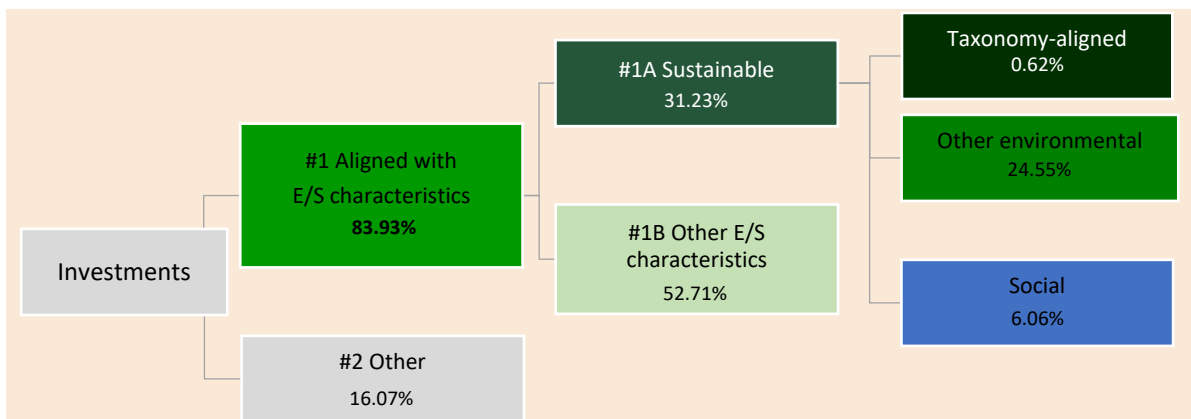 Investments
#1 Aligned with
E/S characteristics
83.93%
#2 Other
16.07%
#1A Sustainable
31.23%
#1B Other E/S
characteristics
52.71%
Taxonomy-aligned
0.62%
Other environmental
24.55%
Social
6.06%